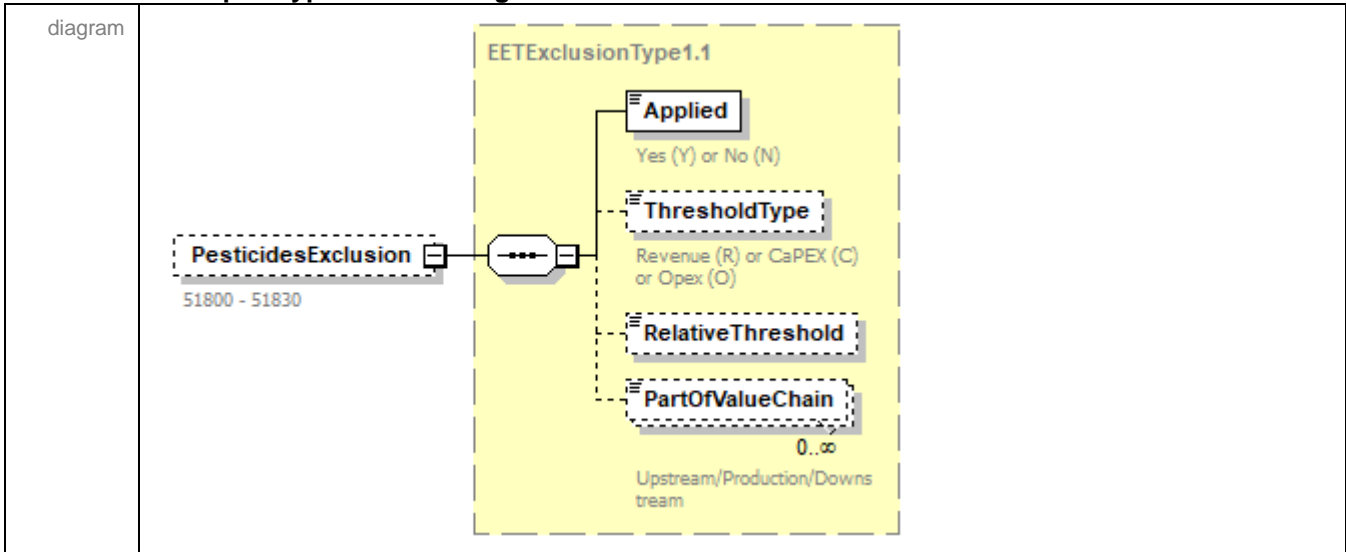 diagram
EETExclusionType1.1
Applied
Yes (Y) or No (N)
ThresholdType
Revenue (R) or CaPEX (C)
or Opex (O)
PesticidesExclusion
51800 - 51830
RelativeThreshold
PartOfValueChain
0..∞
Upstream/Production/Downs
tream